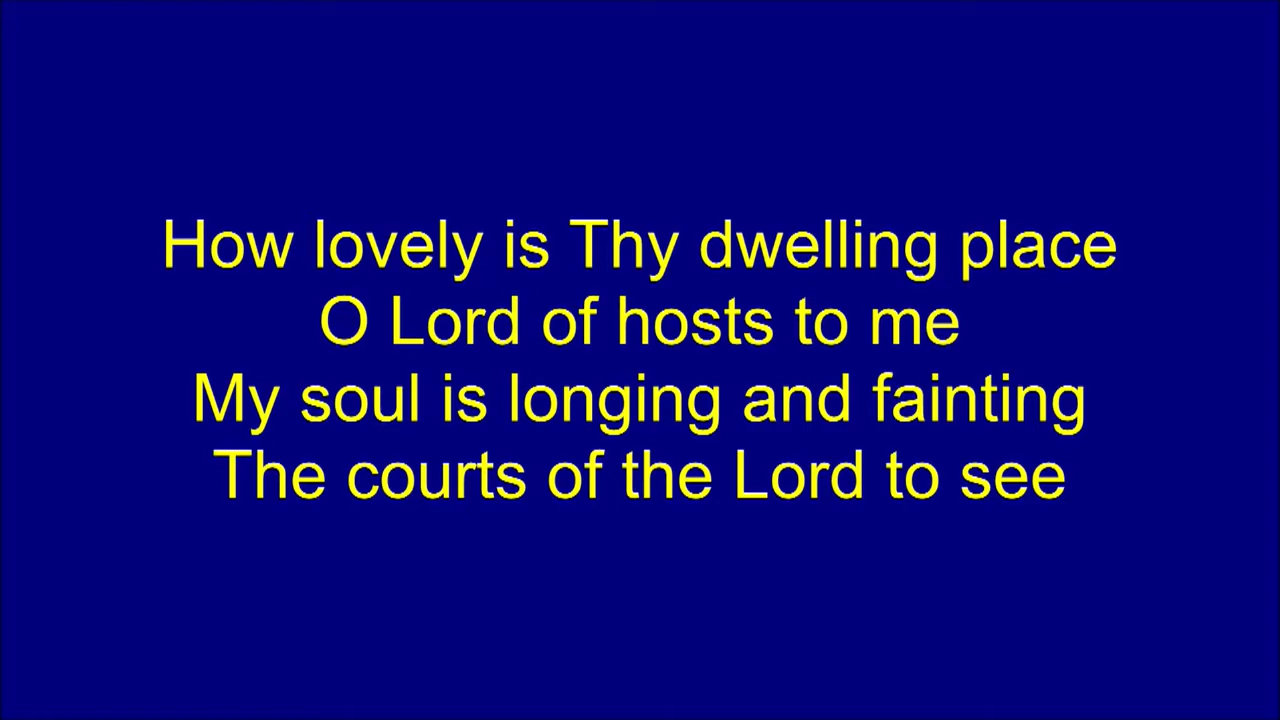 How lovely is Thy dwelling place
O Lord of hosts to me
My soul is longing and fainting
The courts of the Lord to see